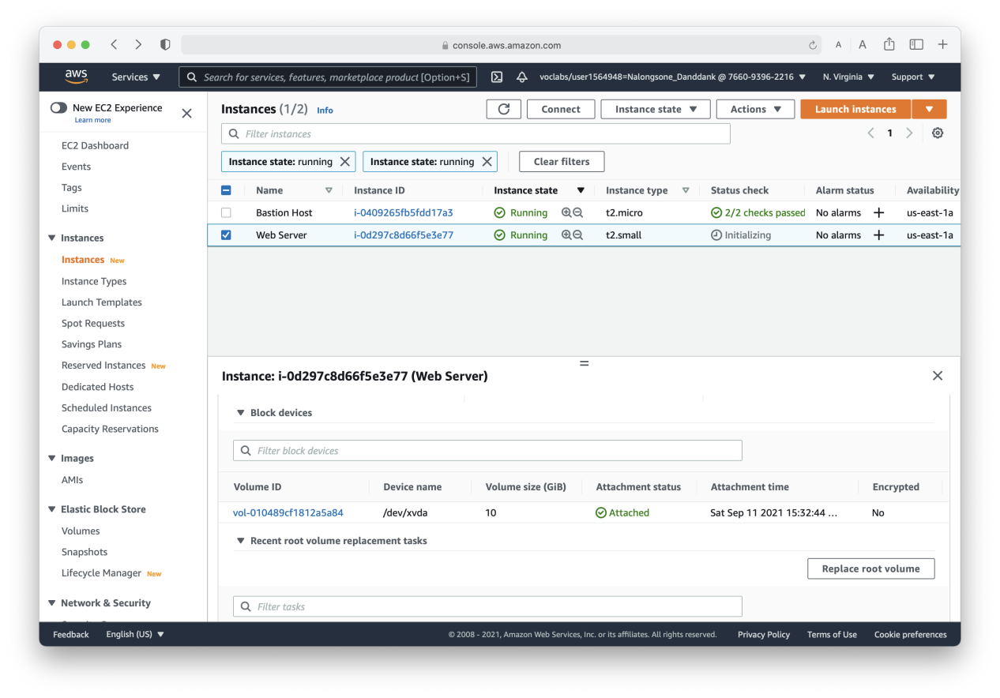 console.aws.amazon.com
A A
aws Services Search for services, features, marketplace product [Option+S] voclabs/user1564948=Nalongsone_Danddank @ 7660-9396-2216 N. Virginia Support
New EC2 Experience
Learn more
EC2 Dashboard
Events
Tags
Limits
Instances
Instances New
Instance Types
Launch Templates
Spot Requests
Savings Plans
Reserved Instances New
Dedicated Hosts
Scheduled Instances
Capacity Reservations
Images
AMIs
Elastic Block Store
Volumes
Snapshots
Lifecycle Manager New
Network & Security
Instances (1/2) Info Connect Instance state Actions Launch instances
Filter instances 1
Instance state: running Instance state: running Clear filters
Name Instance ID Instance state Instance type Status check Alarm status Availability
Bastion Host i-0409265fb5fdd17a3 Running t2.micro 2/2 checks passed No alarms us-east-1a
Web Server i-0d297c8d66f5e3e77 Running t2.small Initializing No alarms us-east-1a
Instance: i-0d297c8d66f5e3e77 (Web Server)
Block devices
Filter block devices
Volume ID Device name Volume size (GiB) Attachment status Attachment time Encrypted
vol-010489cf1812a5a84 /dev/xvda 10 Attached Sat Sep 11 2021 15:32:44 ... No
Recent root volume replacement tasks
Replace root volume
Filter tasks
Feedback English (US) © 2008 - 2021, Amazon Web Services, Inc. or its affiliates. All rights reserved. Privacy Policy Terms of Use Cookie preferences